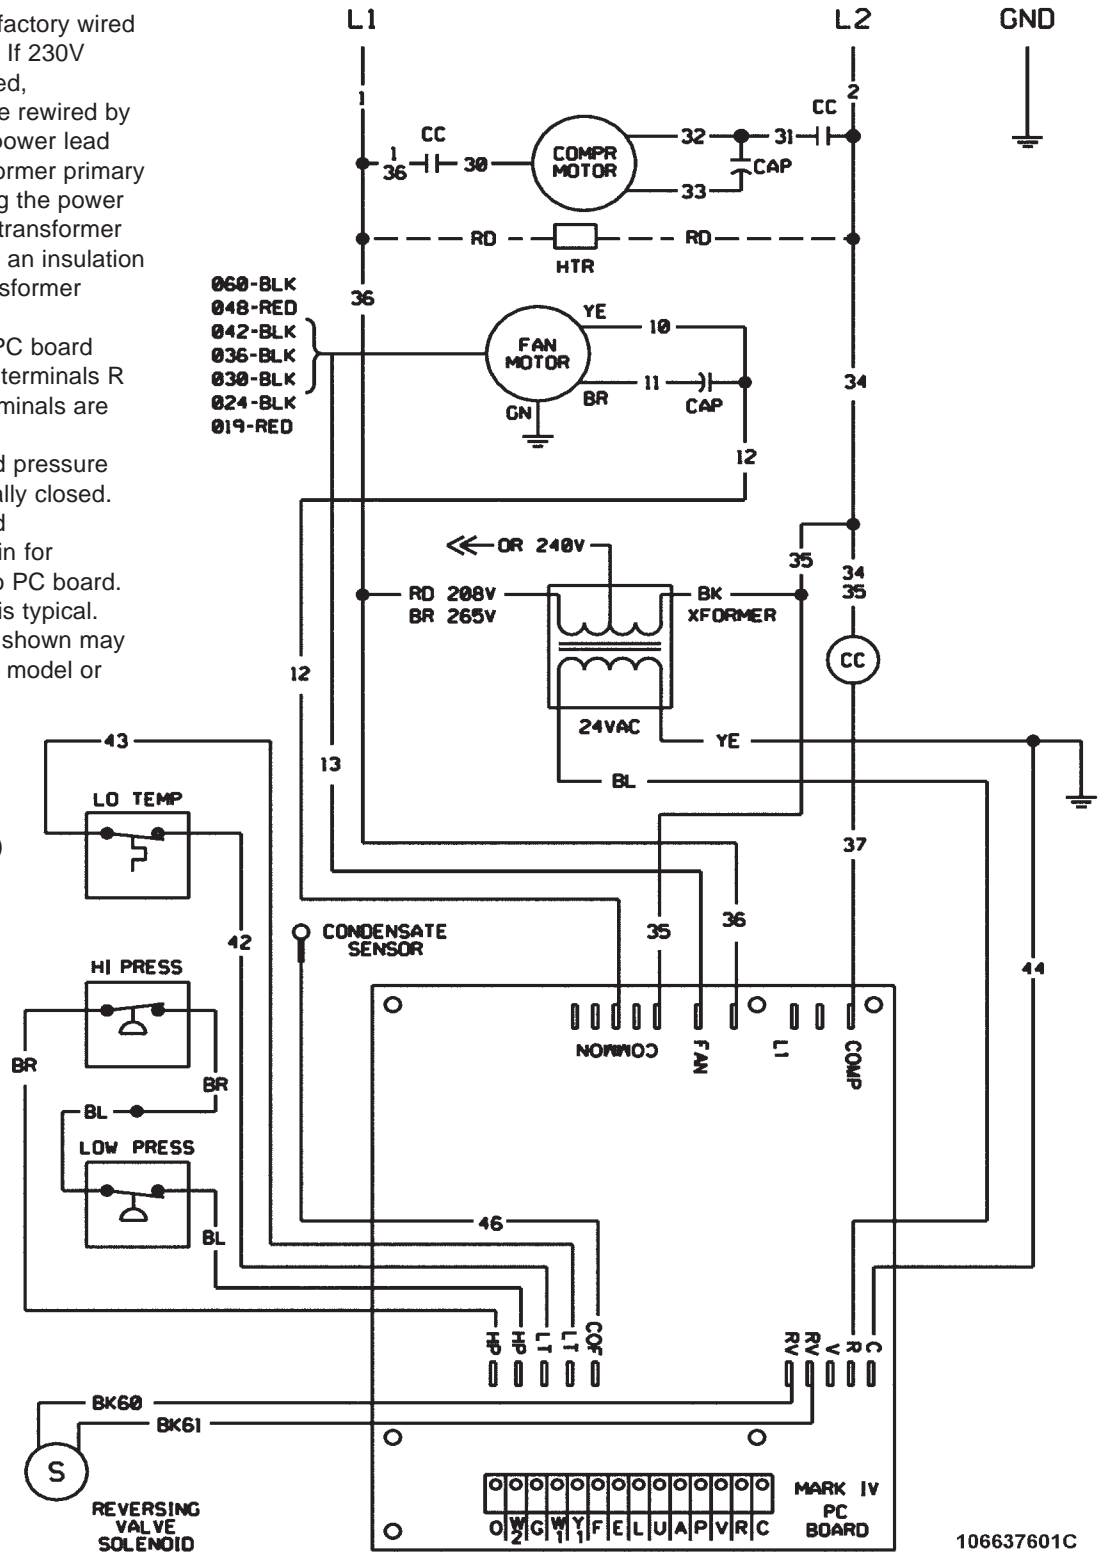 factory wired
If 230V
ed,
e rewired by
power lead
ormer primary
g the power
transformer
an insulation
sformer
PC board
terminals R
minals are
d pressure
ally closed.
d
in for
o PC board.
is typical.
shown may
model or
)
L1
L2
GND
1
2
CC
CC
1
36
30
COMPR
MOTOR
32
31
33
CAP
RD
HTR
RD
36
060-BLK
048-RED
042-BLK
036-BLK
030-BLK
024-BLK
019-RED
FAN
MOTOR
YE
10
BR
11
CAP
GN
12
34
OR 240V
35
34
35
RD 208V
BR 265V
BK
XFORMER
CC
12
24VAC
YE
43
13
BL
LO TEMP
37
42
CONDENSATE
SENSOR
35
36
44
HI PRESS
BR
BR
COMMON
FAN
L1
COMP
BL
LOW PRESS
BL
46
HP
HP
LT
LT
COF
RV
RV
V
R
C
BK60
BK61
S
REVERSING
VALVE
SOLENOID
O W2 G W1 Y1 F E L U A P V R C
MARK IV
PC
BOARD
106637601C